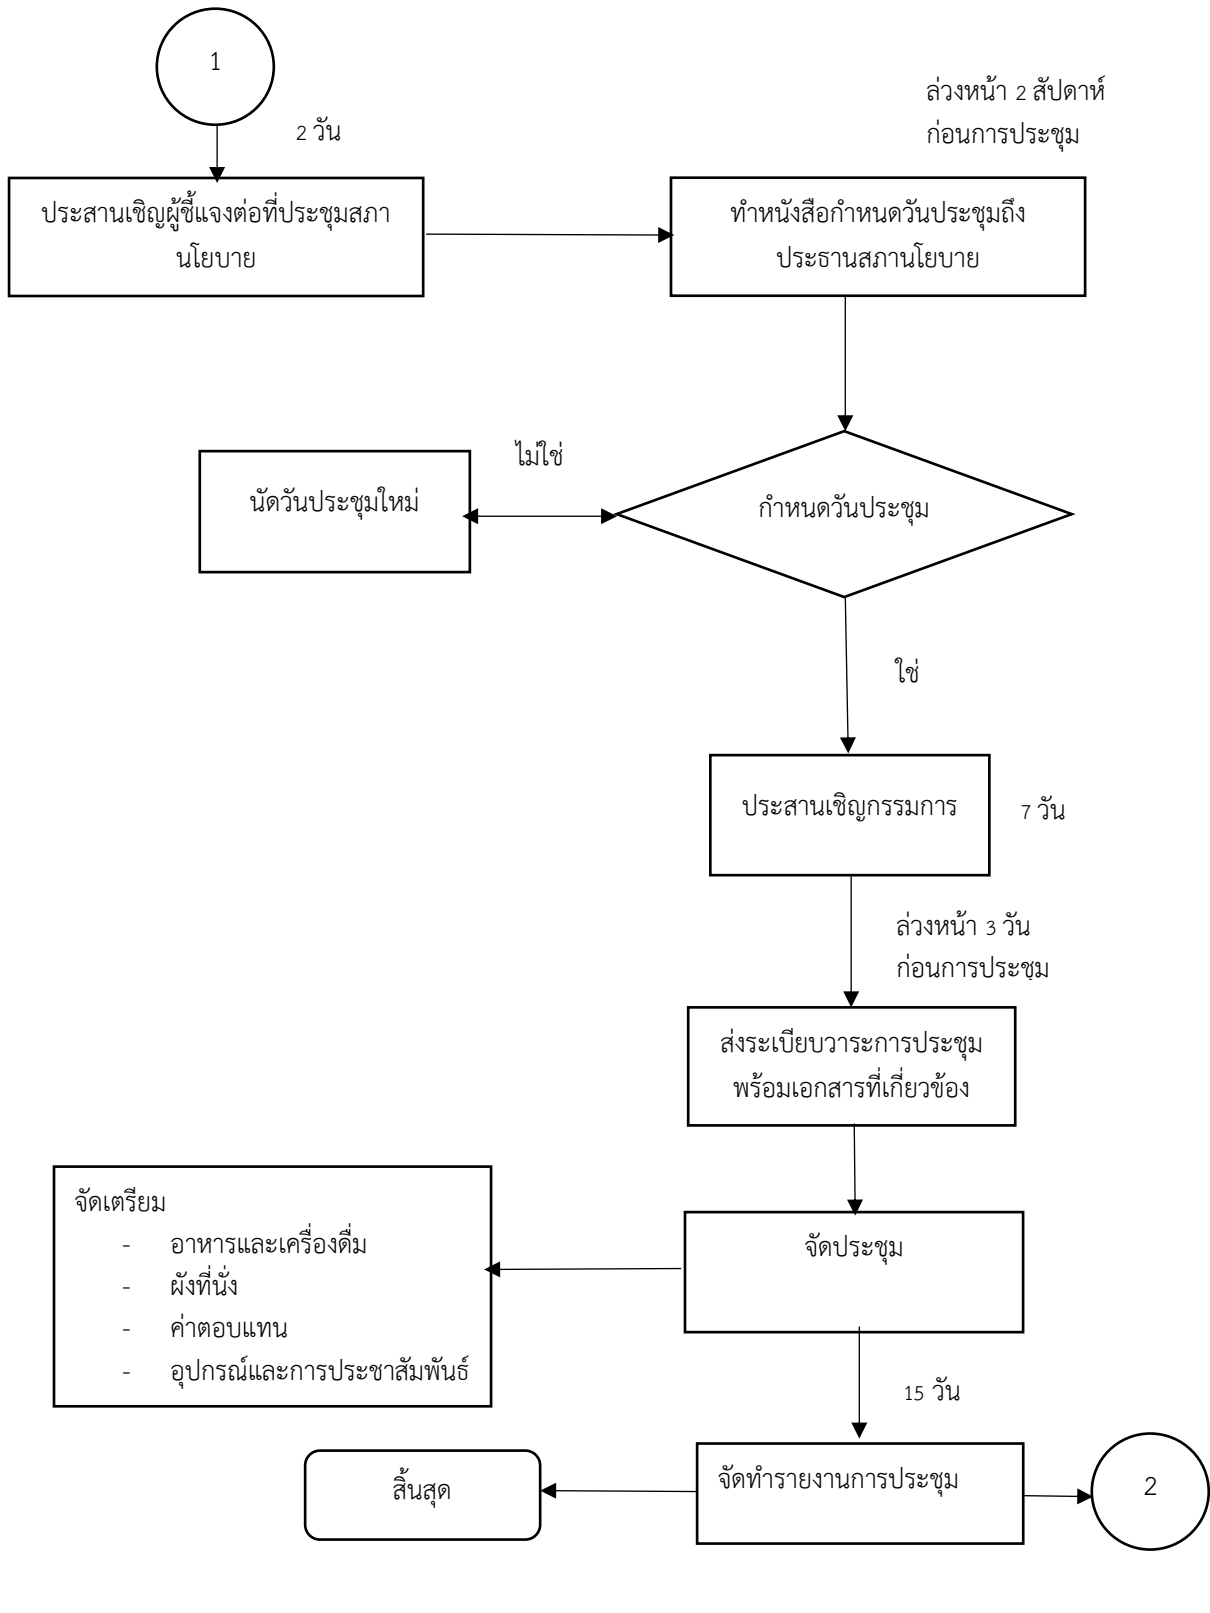 1
2 วัน
ล่วงหน้า 2 สัปดาห์
ก่อนการประชุม
ประสานเชิญผู้ชี้แจงต่อที่ประชุมสภา
นโยบาย
ทำหนังสือกำหนดวันประชุมถึง
ประธานสภานโยบาย
ไม่ใช่
นัดวันประชุมใหม่
กำหนดวันประชุม
ใช่
ประสานเชิญกรรมการ
7 วัน
ล่วงหน้า 3 วัน
ก่อนการประชุม
ส่งระเบียบวาระการประชุม
พร้อมเอกสารที่เกี่ยวข้อง
จัดเตรียม
- อาหารและเครื่องดื่ม
- ผังที่นั่ง
- ค่าตอบแทน
- อุปกรณ์และการประชาสัมพันธ์
จัดประชุม
15 วัน
สิ้นสุด
จัดทำรายงานการประชุม
2